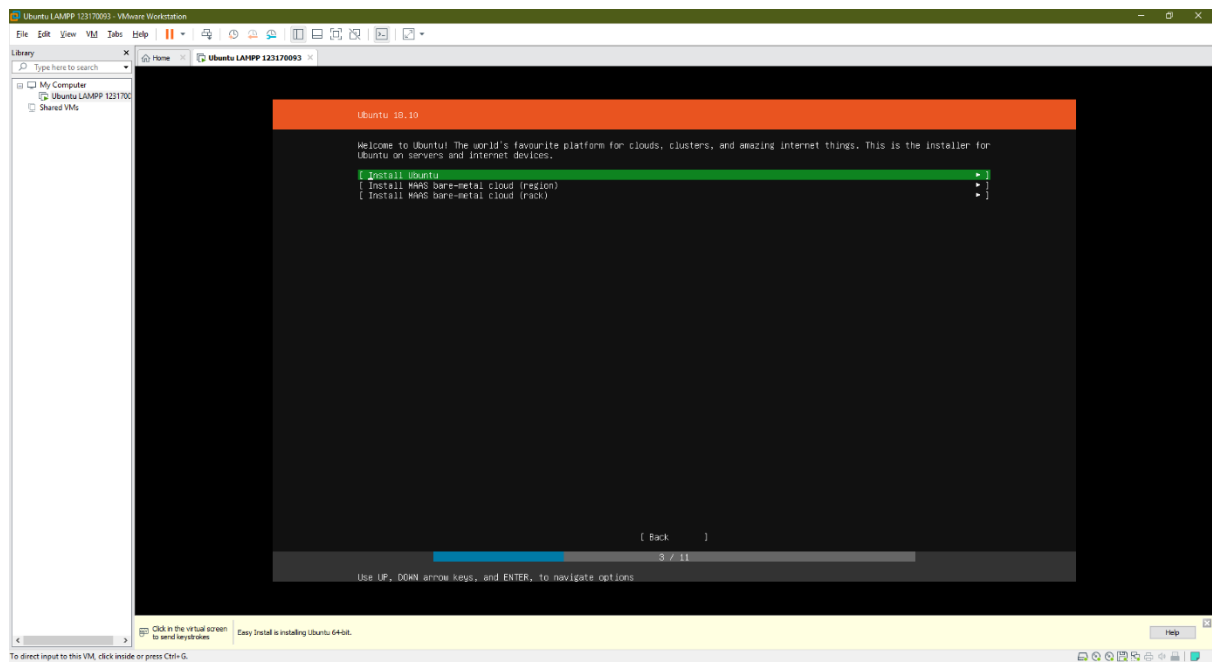 Ubuntu LAMPP 123170093 - VMware Workstation
File Edit View VM Tabs Help
Library
Home
Ubuntu LAMPP 123170093
Type here to search
My Computer
Ubuntu LAMPP 1231700
Shared VMs
Ubuntu 18.10
Welcome to Ubuntu! The world's favourite platform for clouds, clusters, and amazing internet things. This is the installer for
Ubuntu on servers and internet devices.
[ Install Ubuntu ► ]
[ Install MAAS bare-metal cloud (region) ► ]
[ Install MAAS bare-metal cloud (rack) ► ]
[ Back ]
3 / 11
Use UP, DOWN arrow keys, and ENTER, to navigate options
Click in the virtual screen
to send keystrokes
Easy Install is installing Ubuntu 64-bit.
Help
To direct input to this VM, click inside or press Ctrl+G.